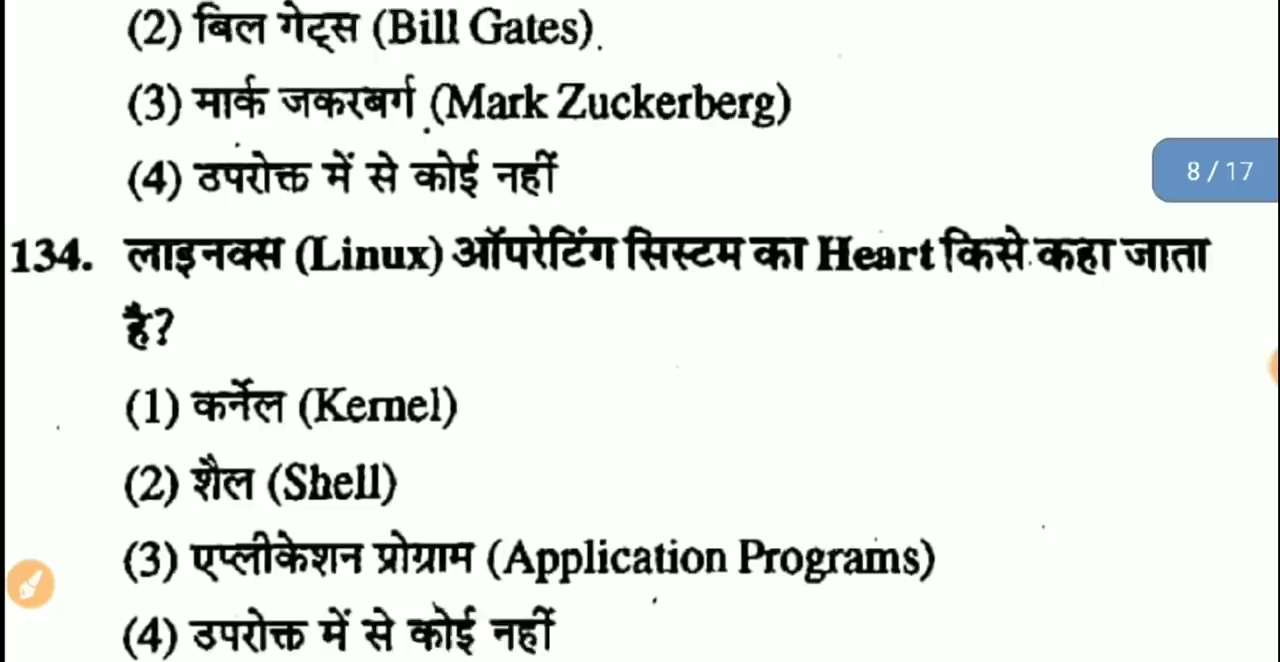 (2) बिल गेट्स (Bill Gates).
(3) मार्क जकरबर्ग (Mark Zuckerberg)
(4) उपरोक्त में से कोई नहीं
8 / 17
134. लाइनक्स (Linux) ऑपरेटिंग सिस्टम का Heart किसे कहा जाता
है?
(1) कर्नेल (Kernel)
(2) शैल (Shell)
(3) एप्लीकेशन प्रोग्राम (Application Programs)
(4) उपरोक्त में से कोई नहीं